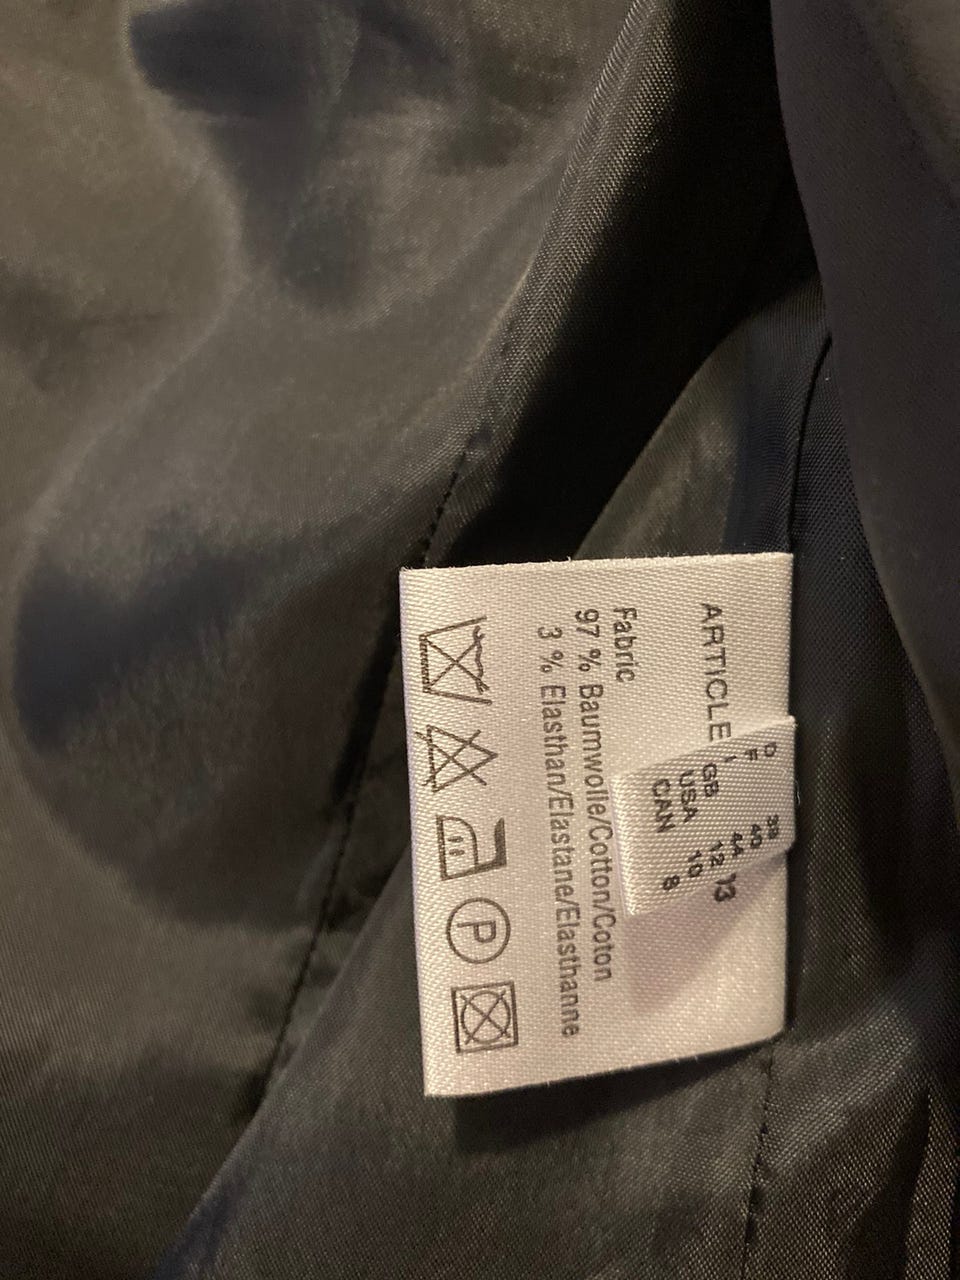 ARTICLE 13
D 38
F 40
I 44
GB 12
USA 10
CAN 8
Fabric
97 % Baumwolle/Cotton/Coton
3 % Elasthan/Elastane/Elasthanne
P